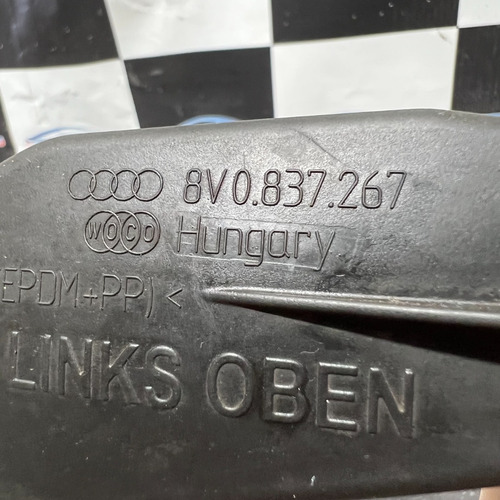 8V0.837.267
WOCO Hungary
(EPDM+PP) <
LINKS OBEN